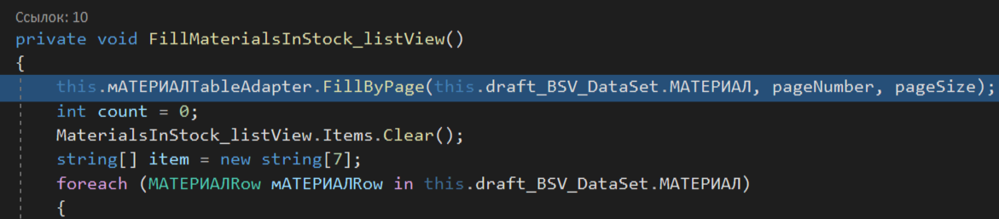 Ссылок: 10
private void FillMaterialsInStock_listView()
{
this.мАТЕРИАЛTableAdapter.FillByPage(this.draft_BSV_DataSet.МАТЕРИАЛ, pageNumber, pageSize);
int count = 0;
MaterialsInStock_listView.Items.Clear();
string[] item = new string[7];
foreach (МАТЕРИАЛRow мАТЕРИАЛRow in this.draft_BSV_DataSet.МАТЕРИАЛ)
{